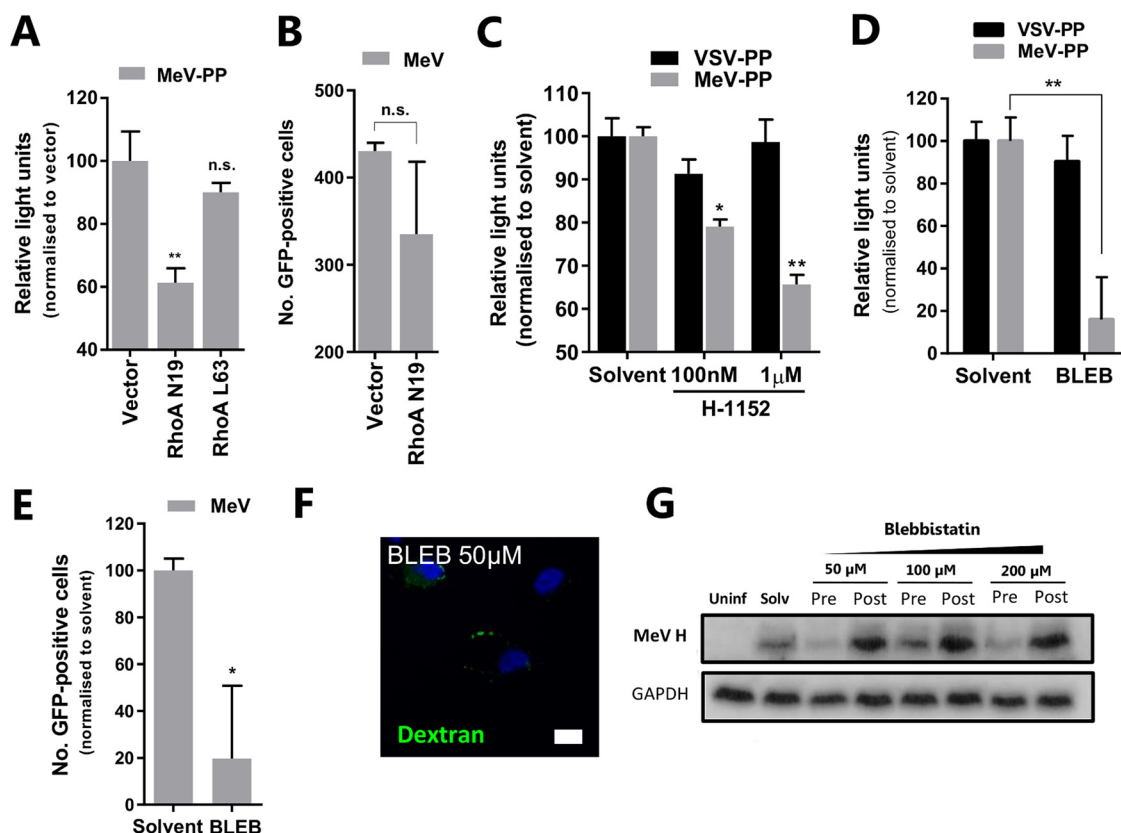 A
MeV-PP
Relative light units
(normalised to vector)
100
80
60
40
Vector
RhoA N19
RhoA L63
**
n.s.
B
MeV
No. GFP-positive cells
500
400
300
200
Vector
RhoA N19
n.s.
C
VSV-PP
MeV-PP
Relative light units
(normalised to solvent)
110
100
90
80
70
60
50
*
**
Solvent
100nM
1µM
H-1152
D
VSV-PP
MeV-PP
**
Relative light units
(normalised to solvent)
120
100
80
60
40
20
0
Solvent
BLEB
E
MeV
No. GFP-positive cells
(normalised to solvent)
120
100
80
60
40
20
0
*
Solvent
BLEB
F
BLEB 50µM
Dextran
G
Blebbistatin
50 µM
100 µM
200 µM
Uninf
Solv
Pre
Post
Pre
Post
Pre
Post
MeV H
GAPDH